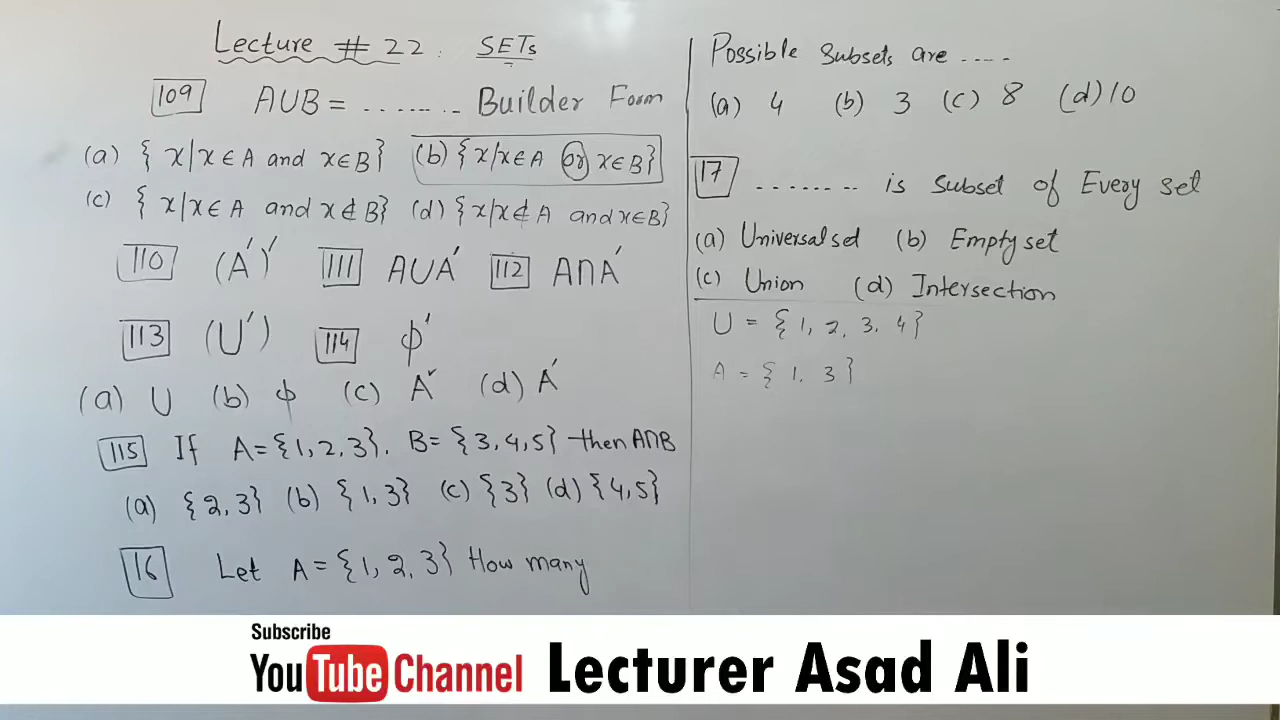 Lecture # 22 : SETs
109 AUB = ........ Builder Form
(a) { x/x ∈ A and x∈B} (b) {x/x∈A or x∈B}
(c) { x/x∈A and x∉B} (d) {x/x∉A and x∈B}
110 (A′)′ 111 AUA′ 112 A∩A′
113 (U′) 114 ϕ′
(a) U (b) ϕ (c) A (d) A′
115 If A={1,2,3}. B={3,4,5} then A∩B
(a) {2,3} (b) {1,3} (c) {3} (d) {4,5}
16 Let A={1,2,3} How many
Possible Subsets are ....
(a) 4 (b) 3 (c) 8 (d) 10
17 ........ is Subset of Every set
(a) Universal set (b) Empty set
(c) Union (d) Intersection
U = {1, 2, 3, 4}
A = {1, 3}
Subscribe
YouTube Channel Lecturer Asad Ali